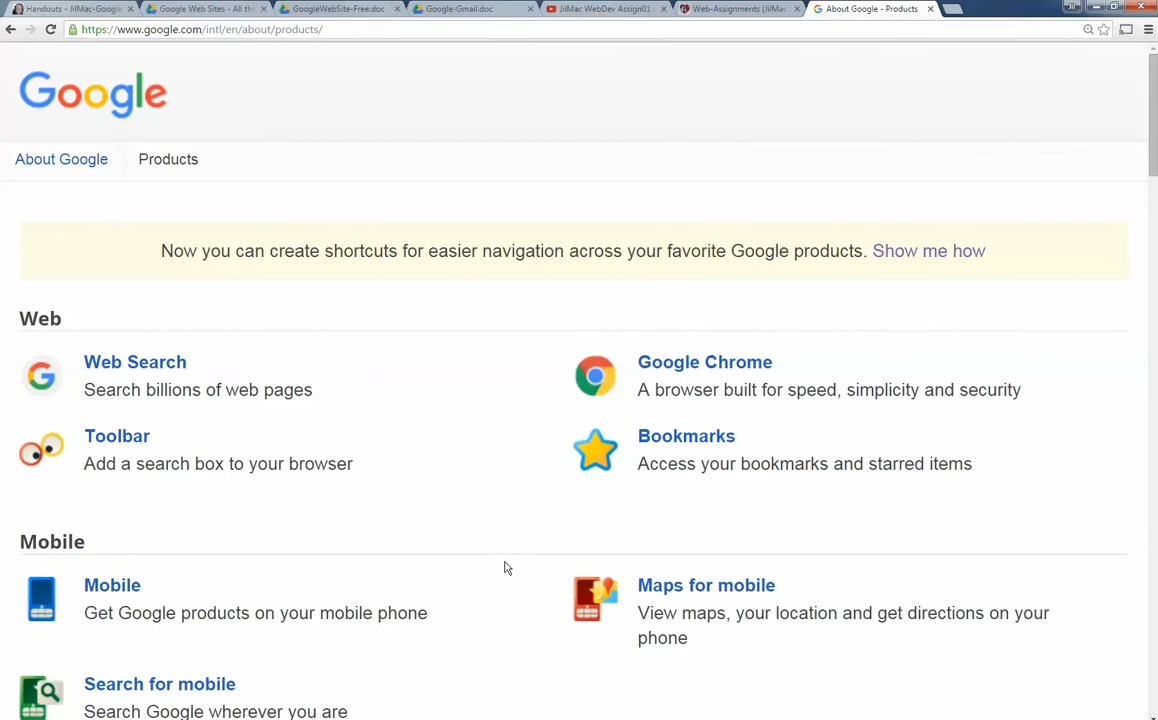 Handouts - JilMac-Google
Google Web Sites - All th
GoogleWebSite-Free.doc
Google-Gmail.doc
JilMac WebDev Assign01
Web-Assignments (JilMac
About Google - Products
Jil
https://www.google.com/intl/en/about/products/
Google
About Google
Products
Now you can create shortcuts for easier navigation across your favorite Google products. Show me how
Web
Web Search
Search billions of web pages
Google Chrome
A browser built for speed, simplicity and security
Toolbar
Add a search box to your browser
Bookmarks
Access your bookmarks and starred items
Mobile
Mobile
Get Google products on your mobile phone
Maps for mobile
View maps, your location and get directions on your
phone
Search for mobile
Search Google wherever you are